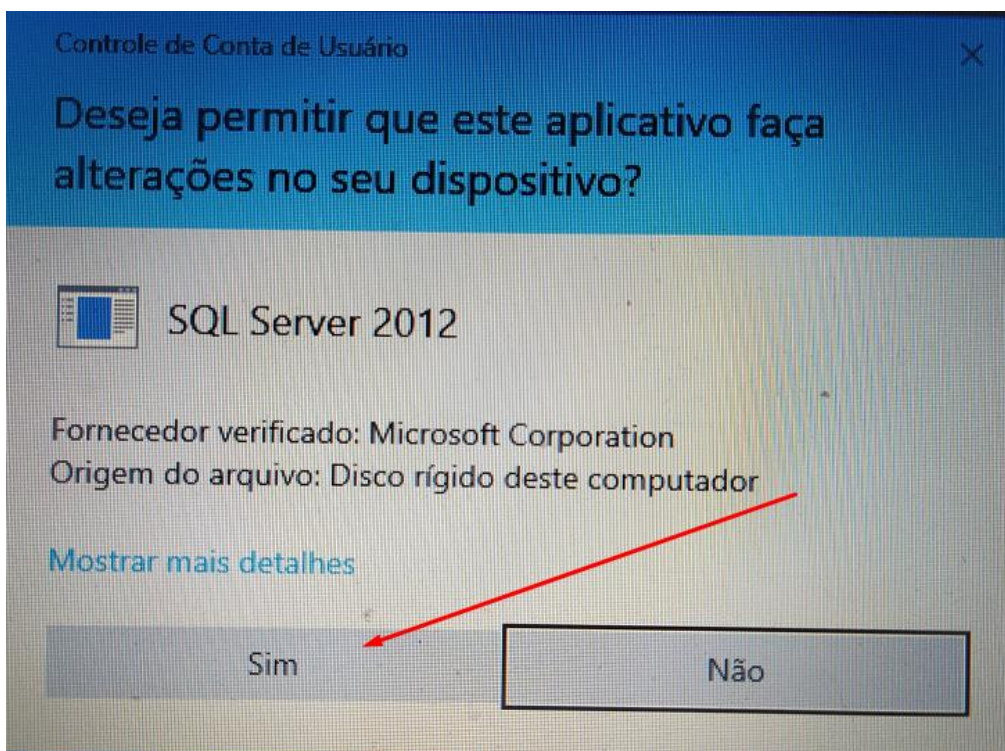 Controle de Conta de Usuário
Deseja permitir que este aplicativo faça
alterações no seu dispositivo?
SQL Server 2012
Fornecedor verificado: Microsoft Corporation
Origem do arquivo: Disco rígido deste computador
Mostrar mais detalhes
Sim
Não